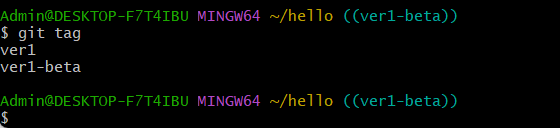 Admin@DESKTOP-F7T4IBU MINGW64 ~/hello ((ver1-beta))
$ git tag
ver1
ver1-beta
Admin@DESKTOP-F7T4IBU MINGW64 ~/hello ((ver1-beta))
$